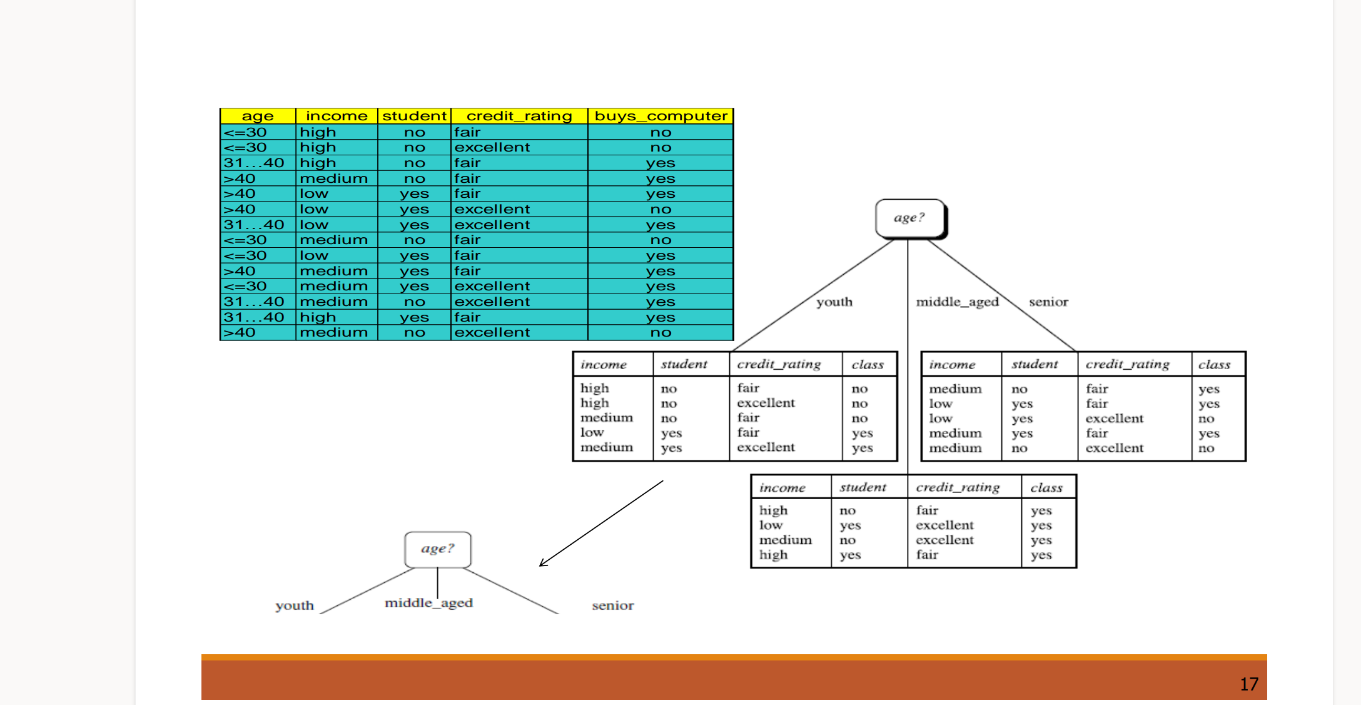 age income student credit_rating buys_computer
<=30 high no fair no
<=30 high no excellent no
31…40 high no fair yes
>40 medium no fair yes
>40 low yes fair yes
>40 low yes excellent no
31…40 low yes excellent yes
<=30 medium no fair no
<=30 low yes fair yes
>40 medium yes fair yes
<=30 medium yes excellent yes
31…40 medium no excellent yes
31…40 high yes fair yes
>40 medium no excellent no
age?
youth middle_aged senior
income student credit_rating class
high no fair no
high no excellent no
medium no fair no
low yes fair yes
medium yes excellent yes
income student credit_rating class
medium no fair yes
low yes fair yes
low yes excellent no
medium yes fair yes
medium no excellent no
income student credit_rating class
high no fair yes
low yes excellent yes
medium no excellent yes
high yes fair yes
age?
youth middle_aged senior
17